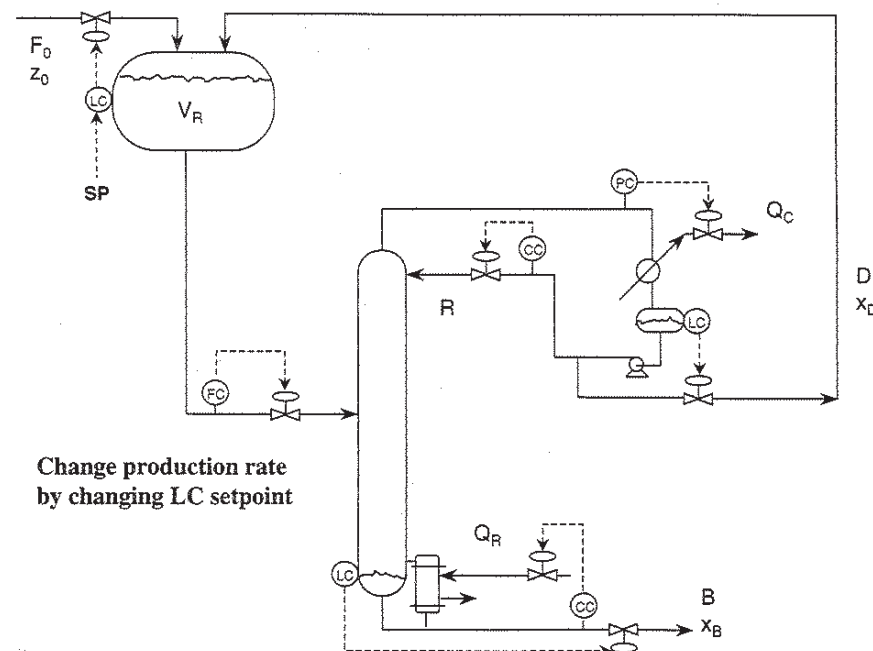 F0
z0
LC
VR
SP
PC
QC
CC
R
D
xD
LC
FC
Change production rate
by changing LC setpoint
QR
LC
CC
B
xB